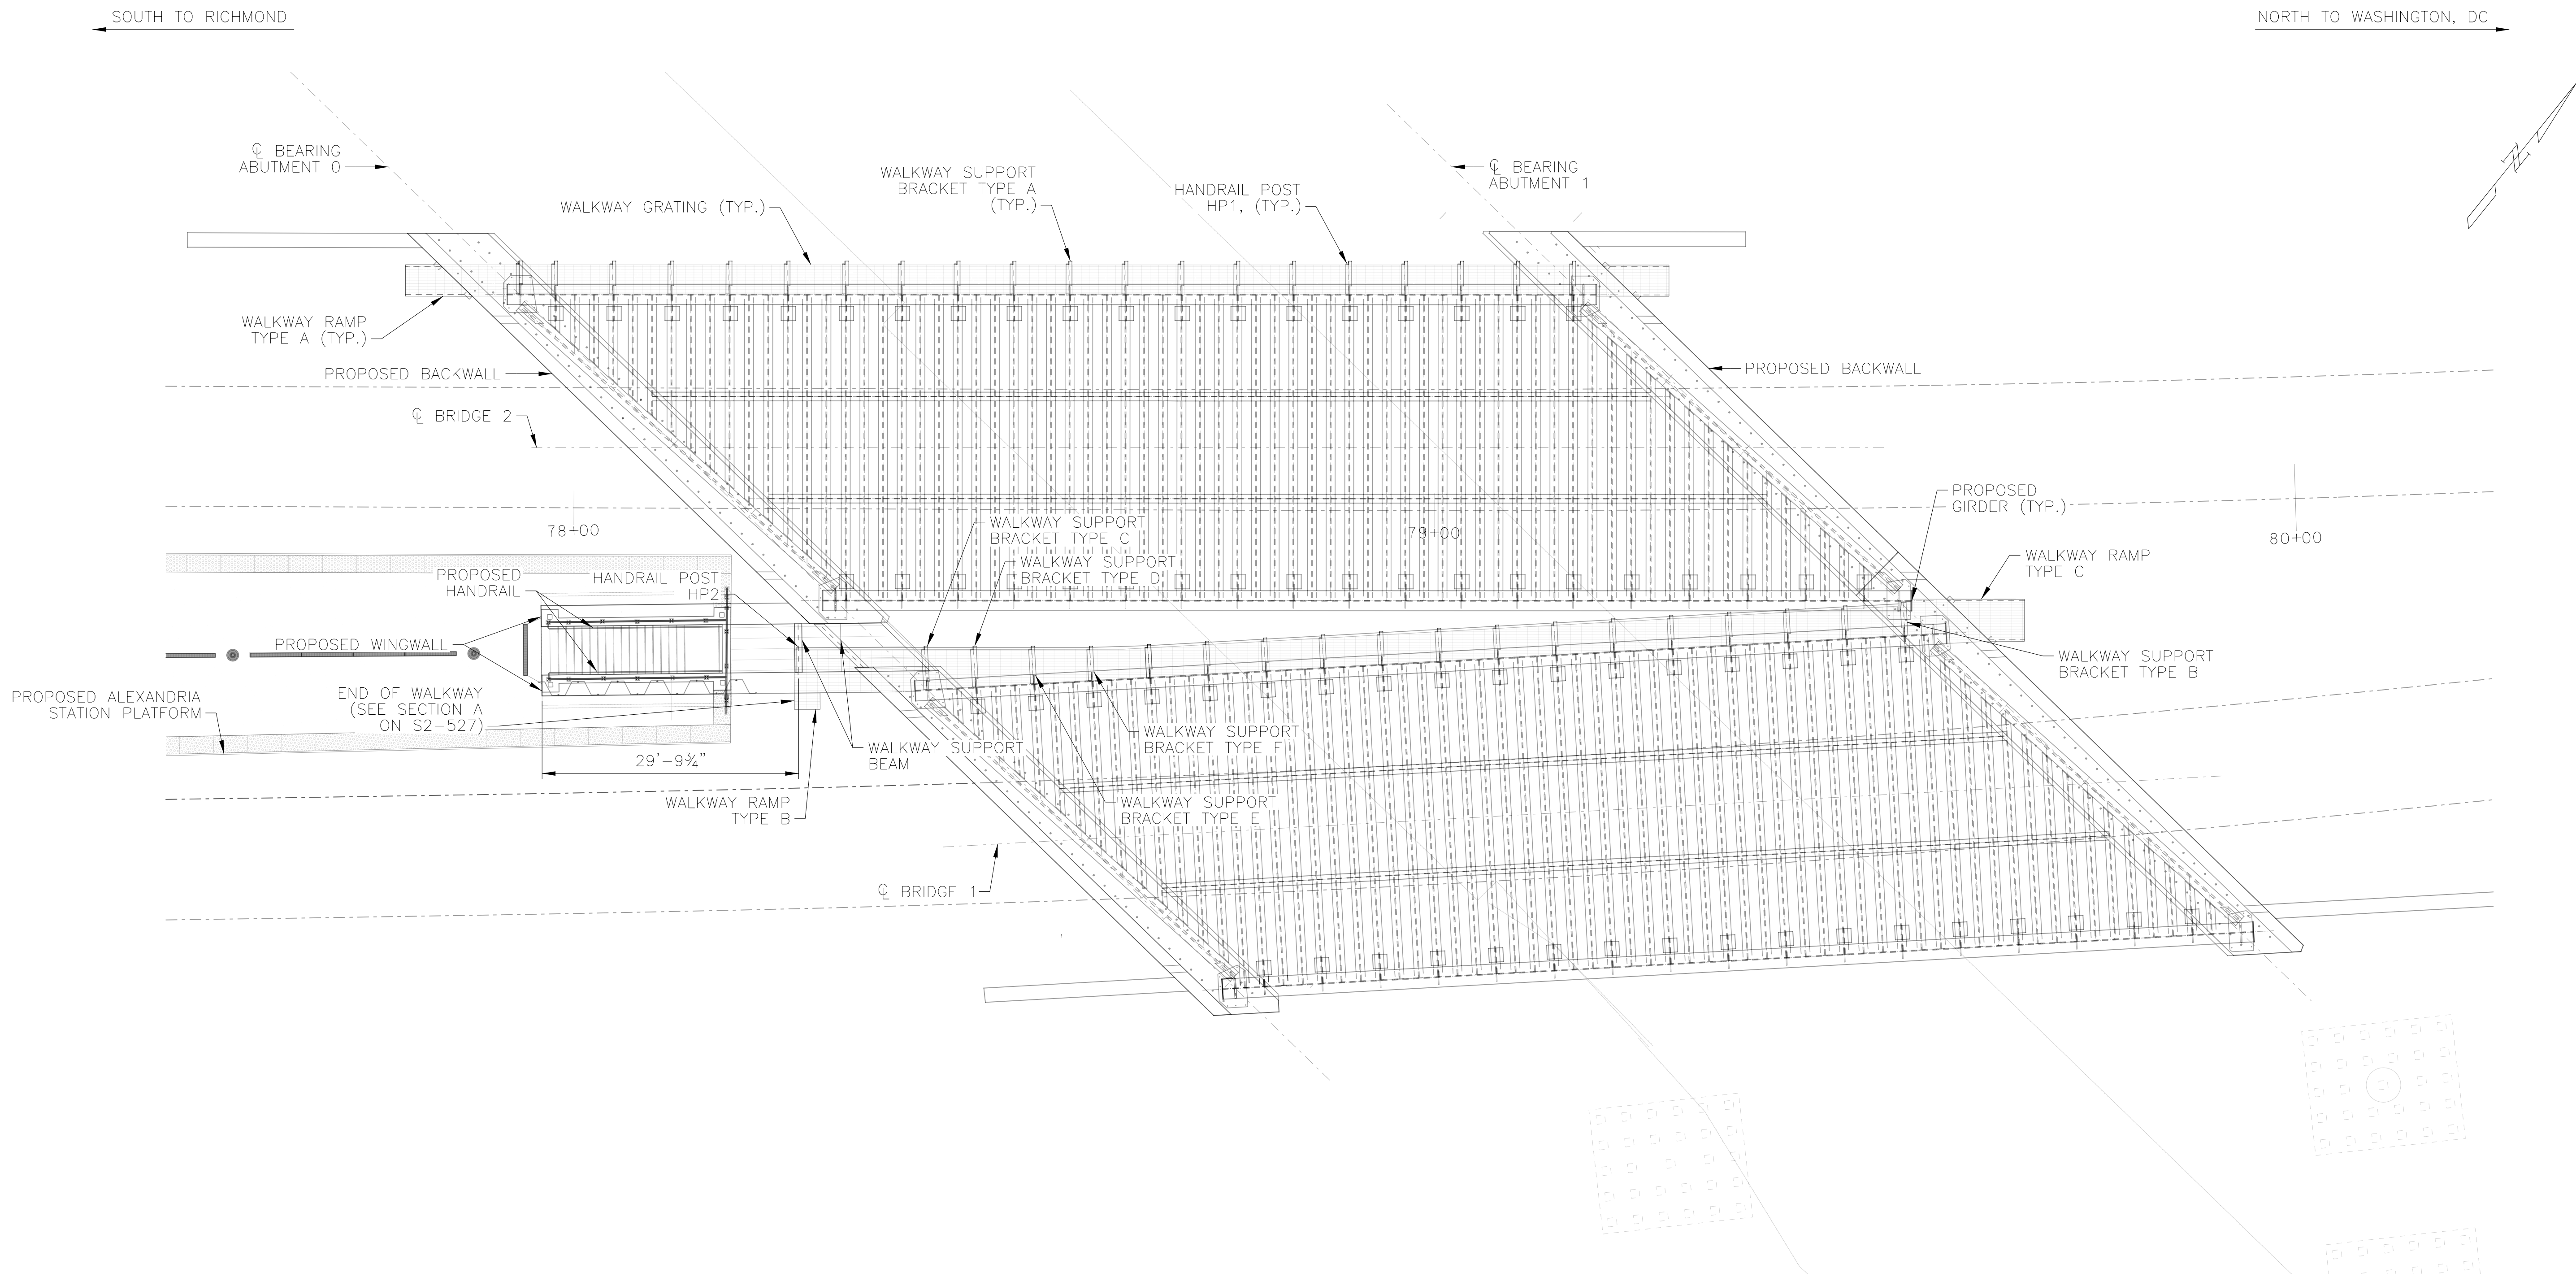 SOUTH TO RICHMOND
NORTH TO WASHINGTON, DC
℄ BEARING
ABUTMENT 0
WALKWAY GRATING (TYP.)
WALKWAY SUPPORT
BRACKET TYPE A
(TYP.)
HANDRAIL POST
HP1, (TYP.)
℄ BEARING
ABUTMENT 1
WALKWAY RAMP
TYPE A (TYP.)
PROPOSED BACKWALL
PROPOSED BACKWALL
℄ BRIDGE 2
78+00
79+00
80+00
WALKWAY SUPPORT
BRACKET TYPE C
WALKWAY SUPPORT
BRACKET TYPE D
PROPOSED
GIRDER (TYP.)
WALKWAY RAMP
TYPE C
PROPOSED
HANDRAIL
HANDRAIL POST
HP2
PROPOSED WINGWALL
WALKWAY SUPPORT
BRACKET TYPE B
PROPOSED ALEXANDRIA
STATION PLATFORM
END OF WALKWAY
(SEE SECTION A
ON S2-527)
29'-9¾"
WALKWAY SUPPORT
BEAM
WALKWAY SUPPORT
BRACKET TYPE F
WALKWAY RAMP
TYPE B
WALKWAY SUPPORT
BRACKET TYPE E
℄ BRIDGE 1